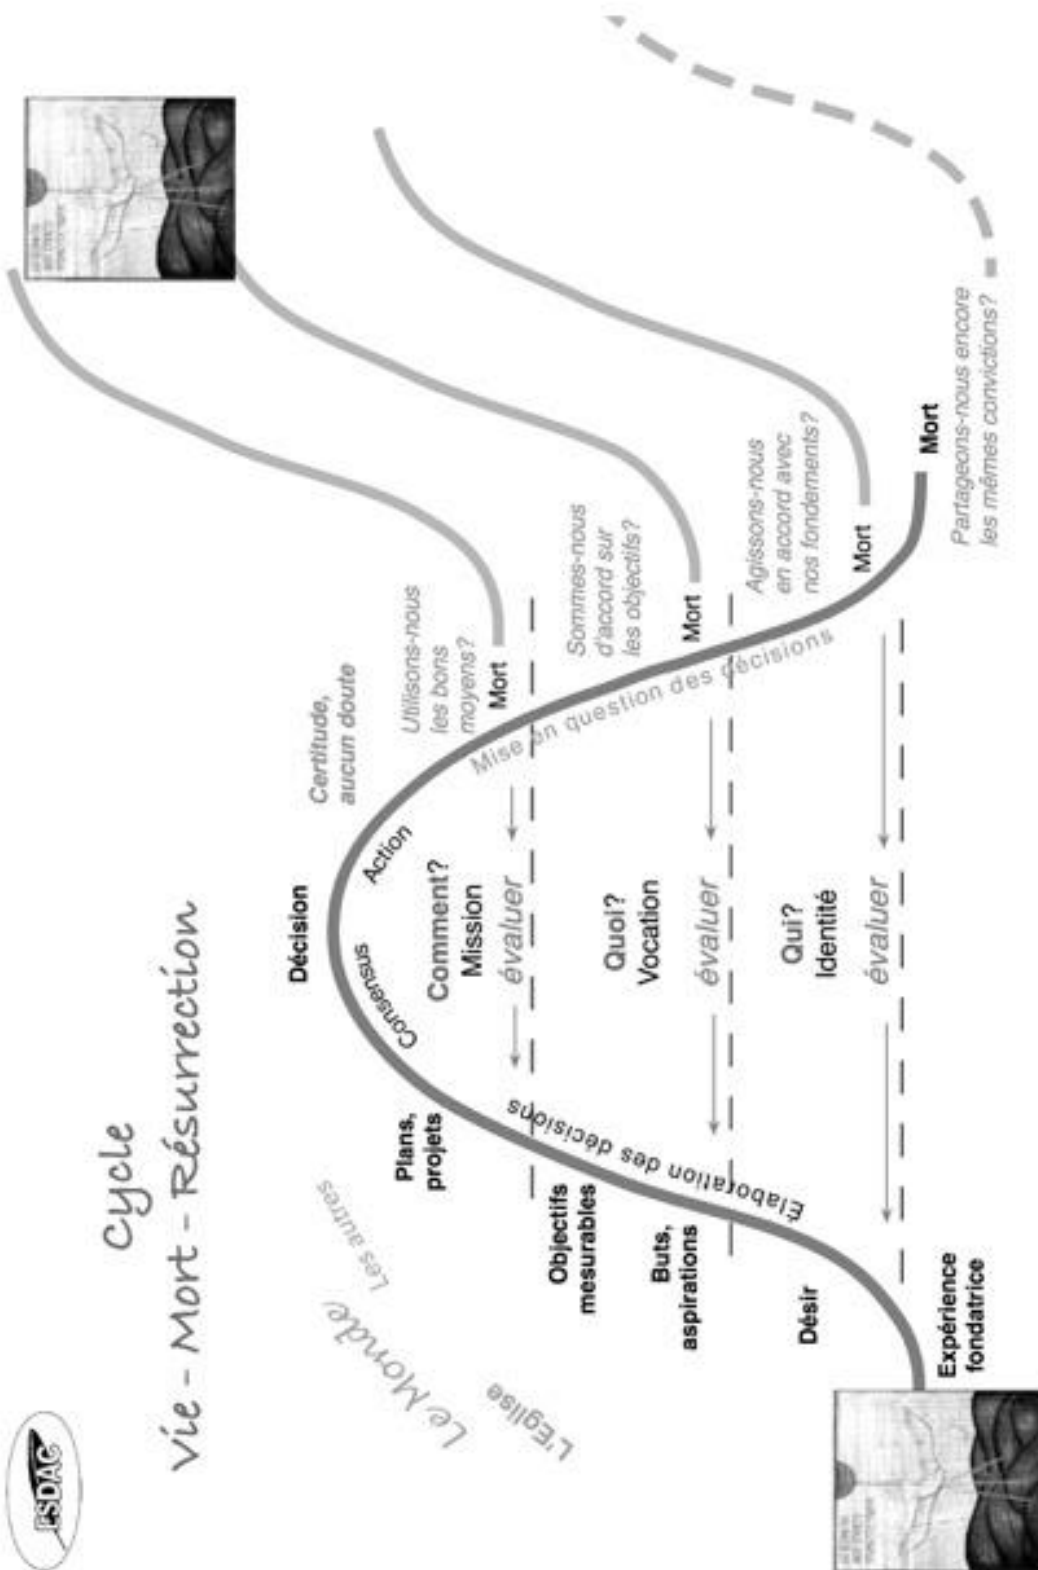 ESDAC
Cycle
Vie - Mort - Résurrection
L'Eglise
Le Monde
Les autres
Expérience
fondatrice
Désir
Buts,
aspirations
Objectifs
mesurables
Plans,
projets
Élaboration des décisions
Consensus
Décision
Action
Certitude,
aucun doute
Mise en question des décisions
Comment?
Mission
évaluer
Quoi?
Vocation
évaluer
Qui?
Identité
évaluer
Utilisons-nous
les bons
moyens?
Mort
Sommes-nous
d'accord sur
les objectifs?
Mort
Agissons-nous
en accord avec
nos fondements?
Mort
Mort
Partageons-nous encore
les mêmes convictions?